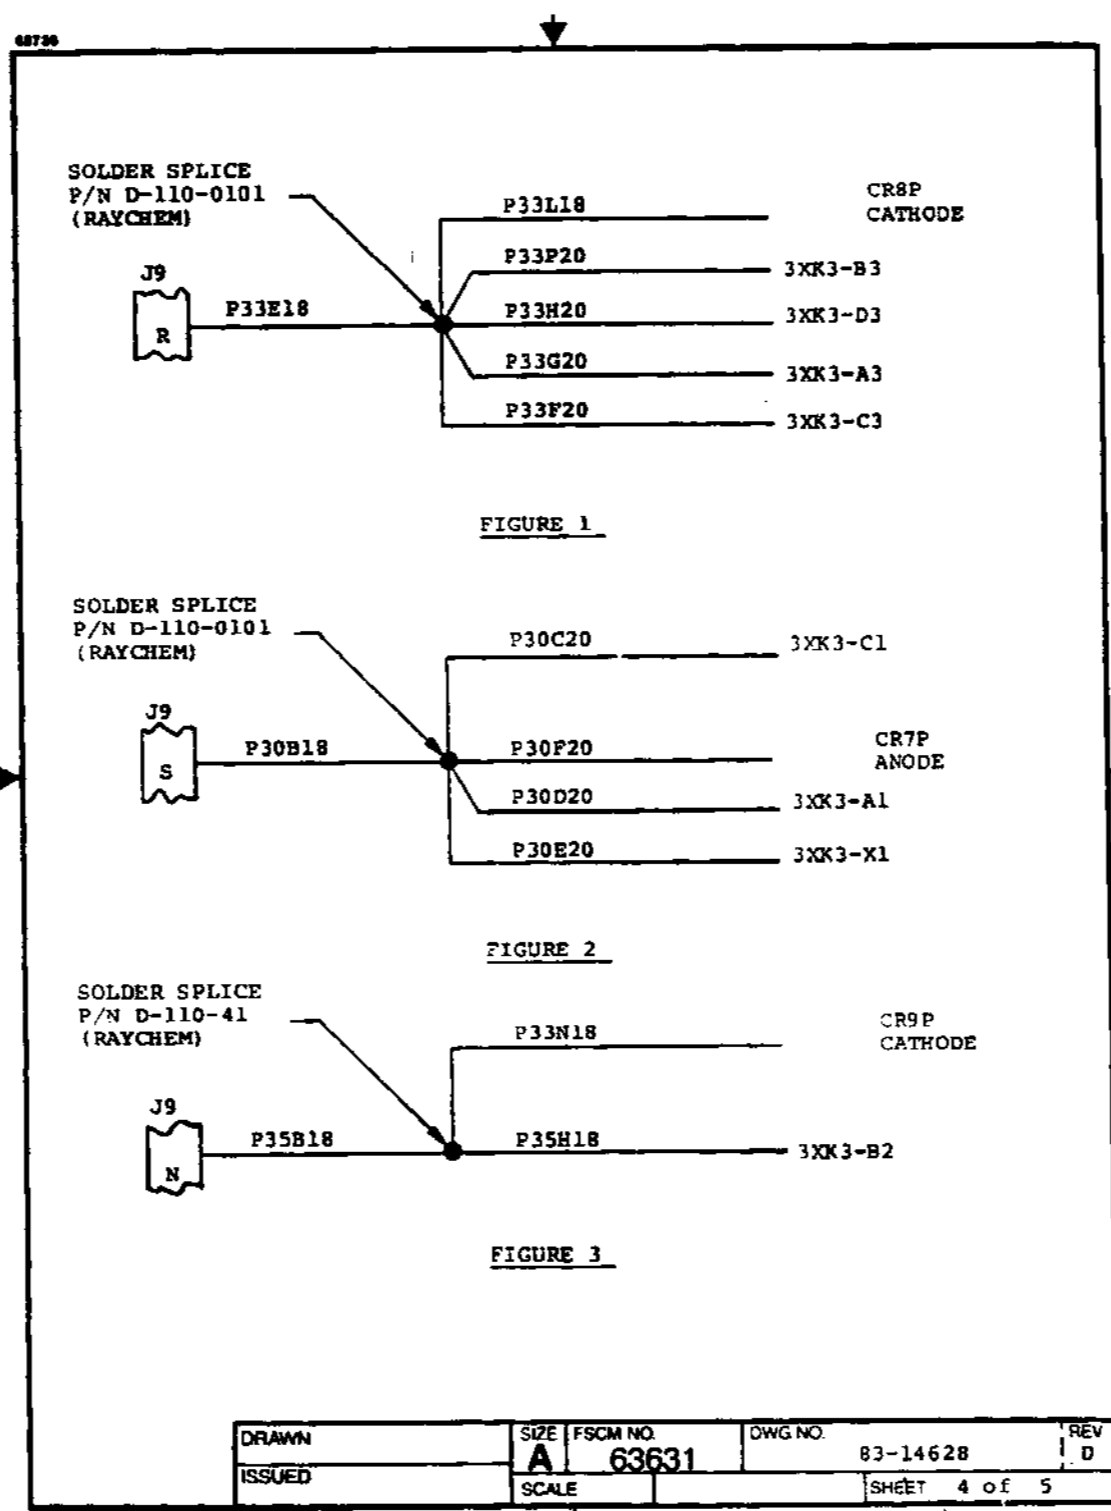 68736
SOLDER SPLICE
P/N D-110-0101
(RAYCHEM)
CR8P
CATHODE
P33L18
P33P20
3XK3-B3
J9
R
P33E18
P33H20
3XK3-D3
P33G20
3XK3-A3
P33F20
3XK3-C3
FIGURE 1
SOLDER SPLICE
P/N D-110-0101
(RAYCHEM)
P30C20
3XK3-C1
J9
S
P30B18
P30F20
CR7P
ANODE
P30D20
3XK3-A1
P30E20
3XK3-X1
FIGURE 2
SOLDER SPLICE
P/N D-110-41
(RAYCHEM)
P33N18
CR9P
CATHODE
J9
N
P35B18
P35H18
3XK3-B2
FIGURE 3
DRAWN
ISSUED
SIZE
A
FSCM NO.
63631
DWG NO.
83-14628
REV
D
SCALE
SHEET 4 of 5